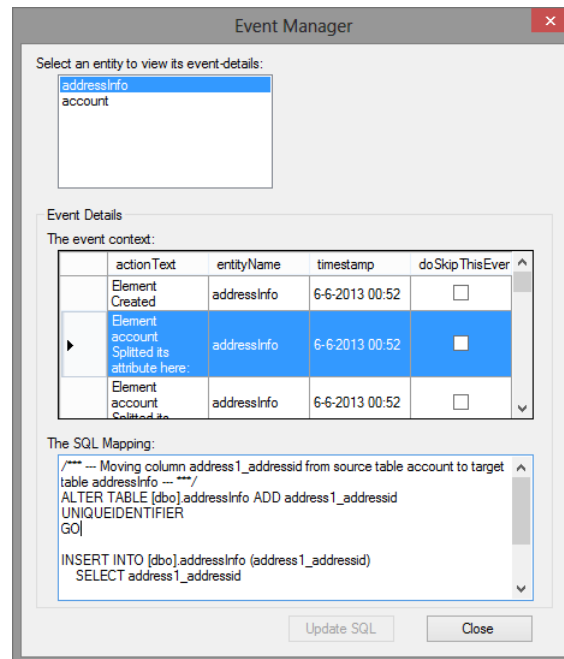 Event Manager
Select an entity to view its event-details:
addressInfo
account
Event Details
The event context:
actionText entityName timestamp doSkipThisEver
Element
Created
addressInfo 6-6-2013 00:52
Element
account
Splitted its
attribute here:
addressInfo 6-6-2013 00:52
Element
account
Splitted its
addressInfo 6-6-2013 00:52
The SQL Mapping:
/*** --- Moving column address1_addressid from source table account to target
table addressInfo --- ***/
ALTER TABLE [dbo].addressInfo ADD address1_addressid
UNIQUEIDENTIFIER
GO
INSERT INTO [dbo].addressInfo (address1_addressid)
SELECT address1_addressid
Update SQL
Close